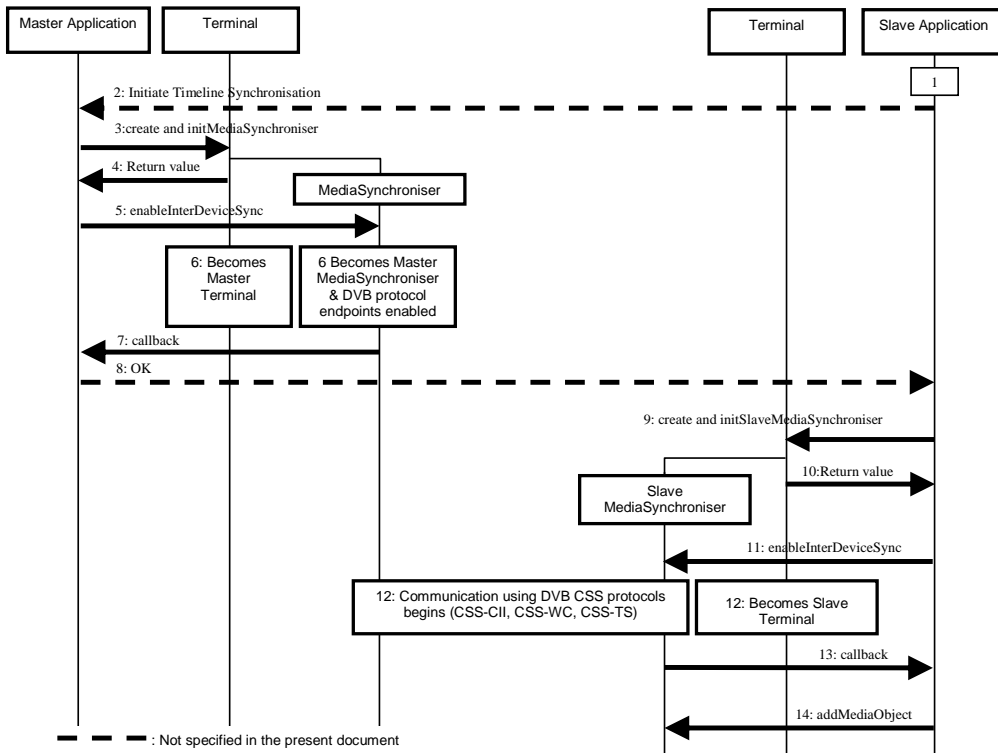 Master Application
Terminal
Terminal
Slave Application
1
2: Initiate Timeline Synchronisation
3:create and initMediaSynchroniser
4: Return value
MediaSynchroniser
5: enableInterDeviceSync
6: Becomes
Master
Terminal
6 Becomes Master
MediaSynchroniser
& DVB protocol
endpoints enabled
7: callback
8: OK
9: create and initSlaveMediaSynchroniser
10:Return value
Slave
MediaSynchroniser
11: enableInterDeviceSync
12: Communication using DVB CSS protocols
begins (CSS-CII, CSS-WC, CSS-TS)
12: Becomes Slave
Terminal
13: callback
14: addMediaObject
: Not specified in the present document